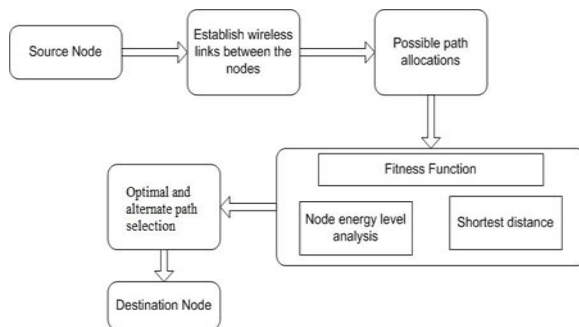 Source Node
Establish wireless
links between the
nodes
Possible path
allocations
Fitness Function
Node energy level
analysis
Shortest distance
Optimal and
alternate path
selection
Destination Node